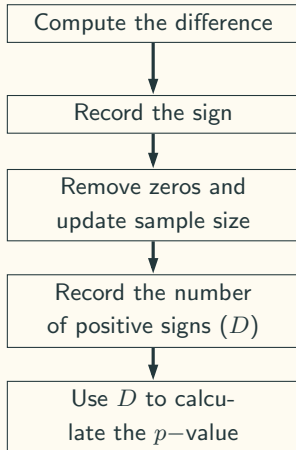 Compute the difference
Record the sign
Remove zeros and
update sample size
Record the number
of positive signs (D)
Use D to calcu-
late the p−value